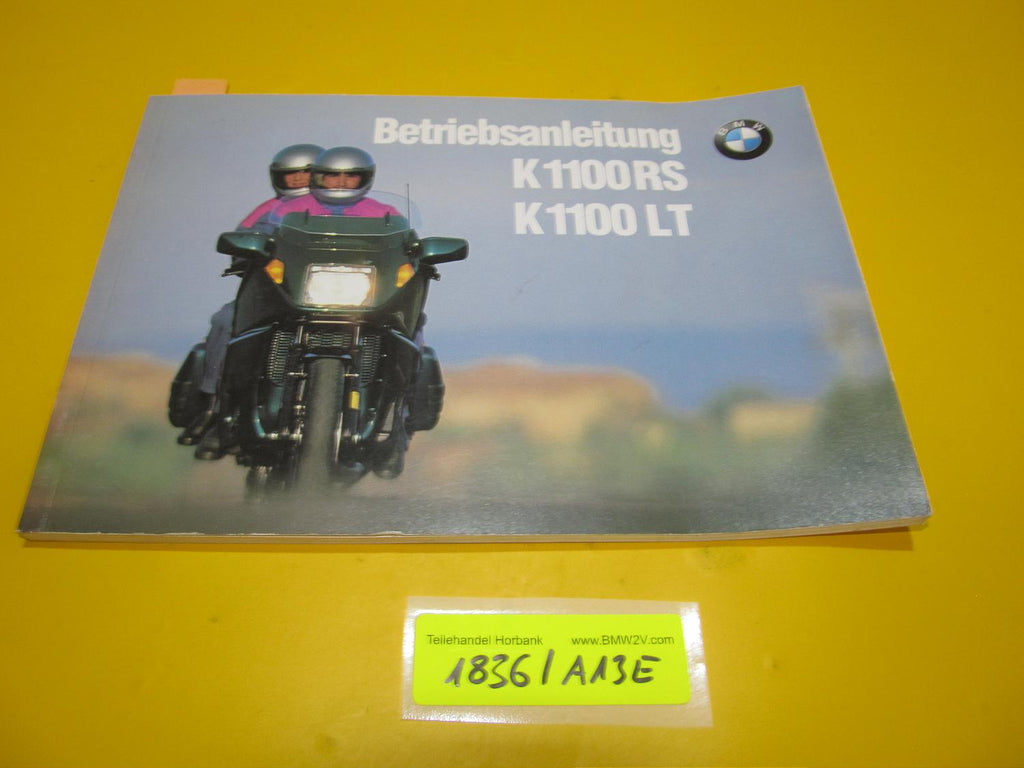 Betriebsanleitung
BMW
K1100RS
K1100 LT
Teilehandel Horbank www.BMW2V.com
1836/A13E